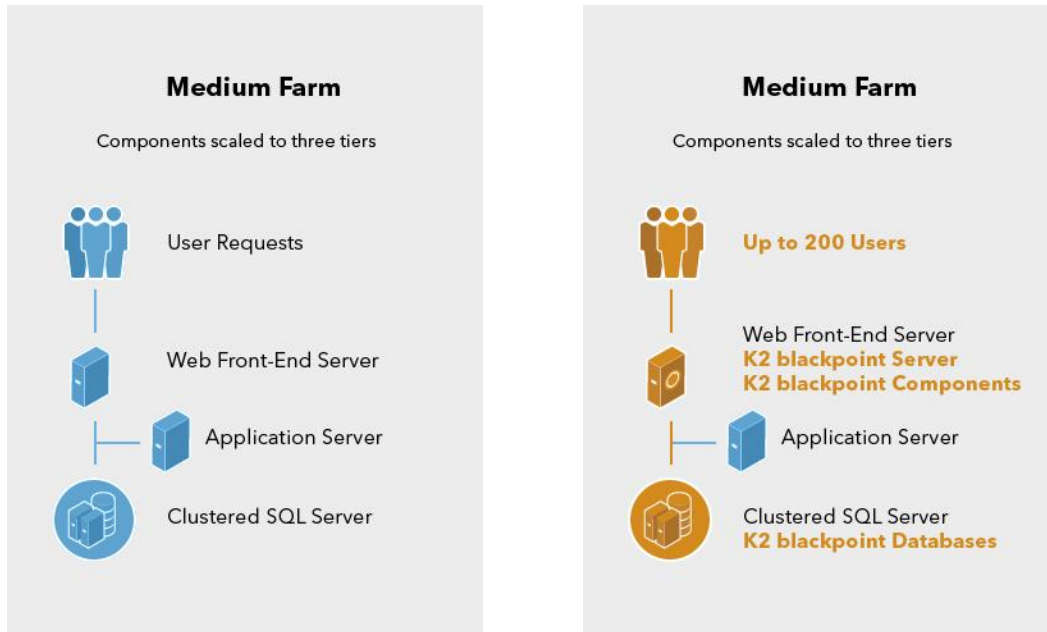 Medium Farm
Components scaled to three tiers
User Requests
Web Front-End Server
Application Server
Clustered SQL Server
Medium Farm
Components scaled to three tiers
Up to 200 Users
Web Front-End Server
K2 blackpoint Server
K2 blackpoint Components
Application Server
Clustered SQL Server
K2 blackpoint Databases